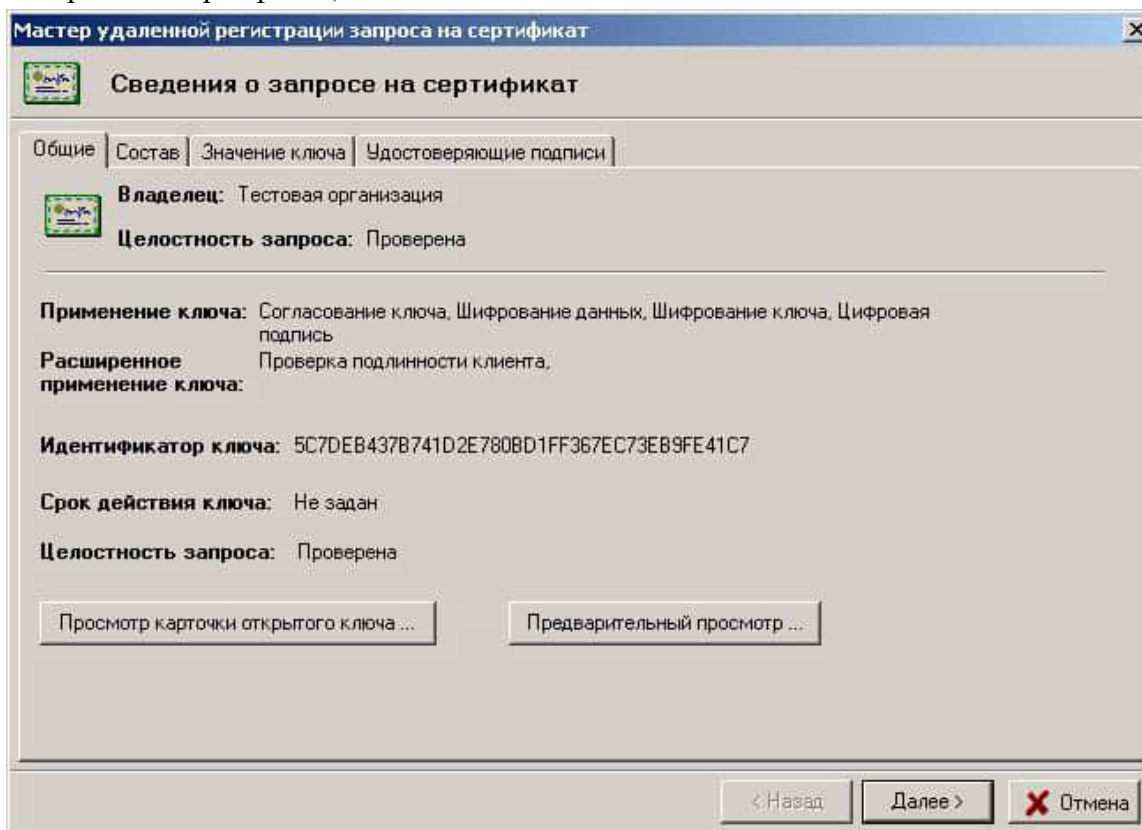 Мастер удаленной регистрации запроса на сертификат
Сведения о запросе на сертификат
Общие Состав Значение ключа Удостоверяющие подписи
Владелец: Тестовая организация
Целостность запроса: Проверена
Применение ключа: Согласование ключа, Шифрование данных, Шифрование ключа, Цифровая
подпись
Расширенное Проверка подлинности клиента,
применение ключа:
Идентификатор ключа: 5C7DEB437B741D2E780BD1FF367EC73EB9FE41C7
Срок действия ключа: Не задан
Целостность запроса: Проверена
Просмотр карточки открытого ключа ... Предварительный просмотр ...
< Назад Далее > Отмена